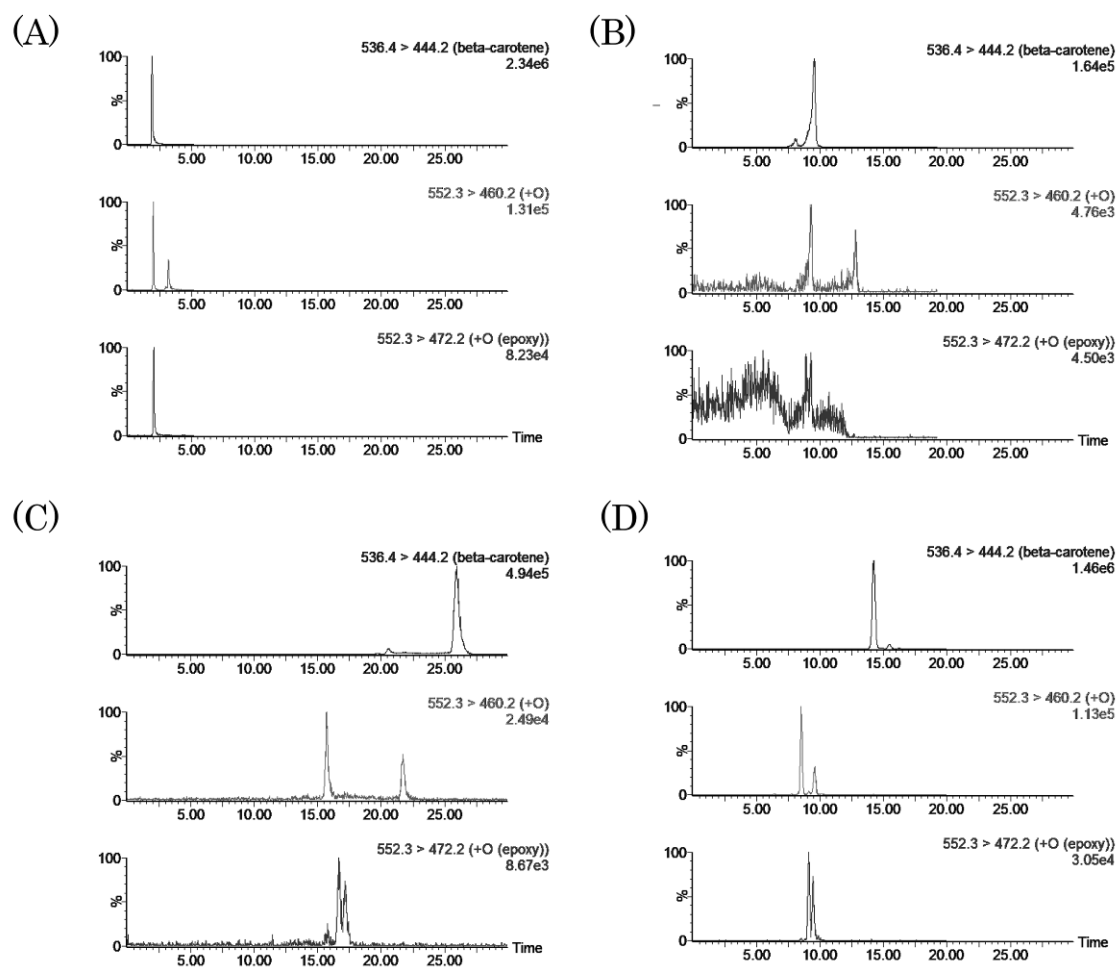 (A)
536.4 > 444.2 (beta-carotene)
2.34e6
100
%
0
5.00 10.00 15.00 20.00 25.00
552.3 > 460.2 (+O)
1.31e5
100
%
0
5.00 10.00 15.00 20.00 25.00
552.3 > 472.2 (+O (epoxy))
8.23e4
100
%
0
Time
5.00 10.00 15.00 20.00 25.00
(B)
536.4 > 444.2 (beta-carotene)
1.64e5
100
%
0
5.00 10.00 15.00 20.00 25.00
552.3 > 460.2 (+O)
4.76e3
100
%
0
5.00 10.00 15.00 20.00 25.00
552.3 > 472.2 (+O (epoxy))
4.50e3
100
%
0
Time
5.00 10.00 15.00 20.00 25.00
(C)
536.4 > 444.2 (beta-carotene)
4.94e5
100
%
0
5.00 10.00 15.00 20.00 25.00
552.3 > 460.2 (+O)
2.49e4
100
%
0
5.00 10.00 15.00 20.00 25.00
552.3 > 472.2 (+O (epoxy))
8.67e3
100
%
0
Time
5.00 10.00 15.00 20.00 25.00
(D)
536.4 > 444.2 (beta-carotene)
1.46e6
100
%
0
5.00 10.00 15.00 20.00 25.00
552.3 > 460.2 (+O)
1.13e5
100
%
0
5.00 10.00 15.00 20.00 25.00
552.3 > 472.2 (+O (epoxy))
3.05e4
100
%
0
Time
5.00 10.00 15.00 20.00 25.00